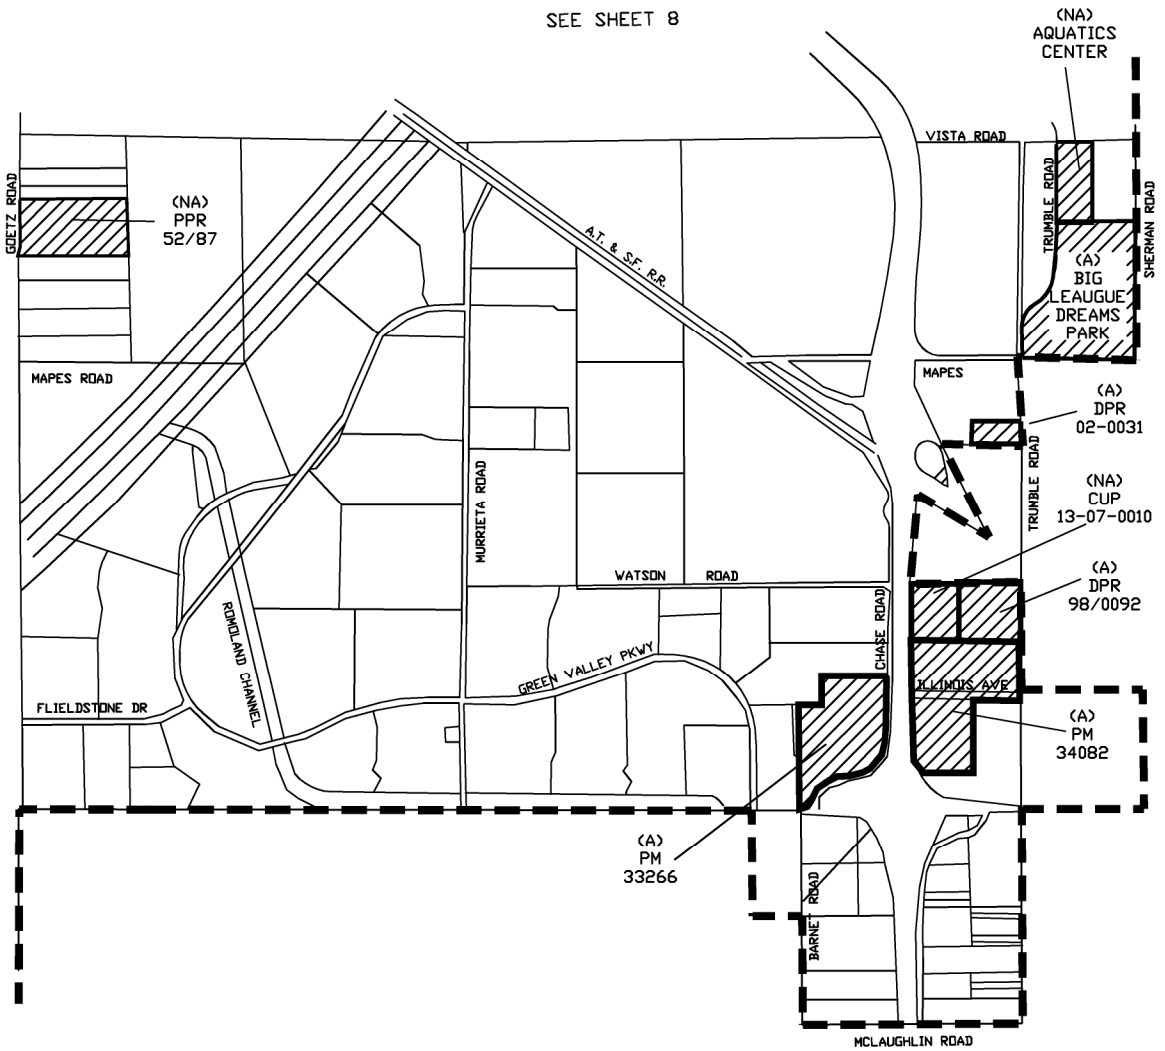 SEE SHEET 8
(NA)
AQUATICS
CENTER
VISTA ROAD
GOETZ ROAD
(NA)
PPR
52/87
TRUMBLE ROAD
SHERMAN ROAD
A.T. & S.F. R.R.
(A)
BIG
LEAUGUE
DREAMS
PARK
MAPES ROAD
MAPES
(A)
DPR
02-0031
TRUMBLE ROAD
MURRIETA ROAD
(NA)
CUP
13-07-0010
WATSON ROAD
(A)
DPR
98/0092
CHASE ROAD
ROMOLAND CHANNEL
GREEN VALLEY PKWY
ILLINOIS AVE
FLIELDSTONE DR
(A)
PM
34082
(A)
PM
33266
BARNET ROAD
MCLAUGHLIN ROAD